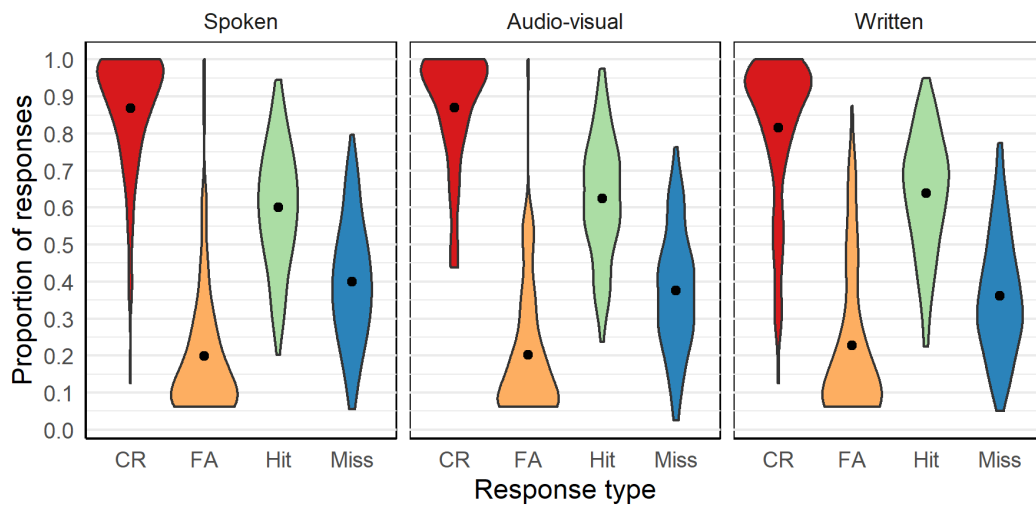 Spoken
Audio-visual
Written
Proportion of responses
1.0
0.9
0.8
0.7
0.6
0.5
0.4
0.3
0.2
0.1
0.0
CR FA Hit Miss
CR FA Hit Miss
CR FA Hit Miss
Response type